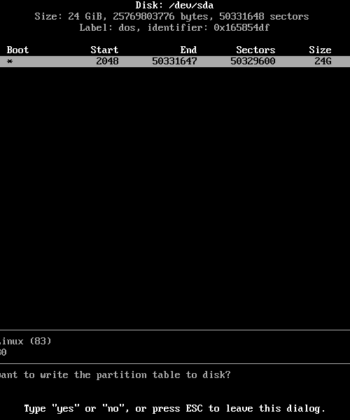 Disk: /dev/sda
Size: 24 GiB, 25769803776 bytes, 50331648 sectors
Label: dos, identifier: 0x165854df
Boot Start End Sectors Size
* 2048 50331647 50329600 24G
inux (83)
80
want to write the partition table to disk?
Type "yes" or "no", or press ESC to leave this dialog.